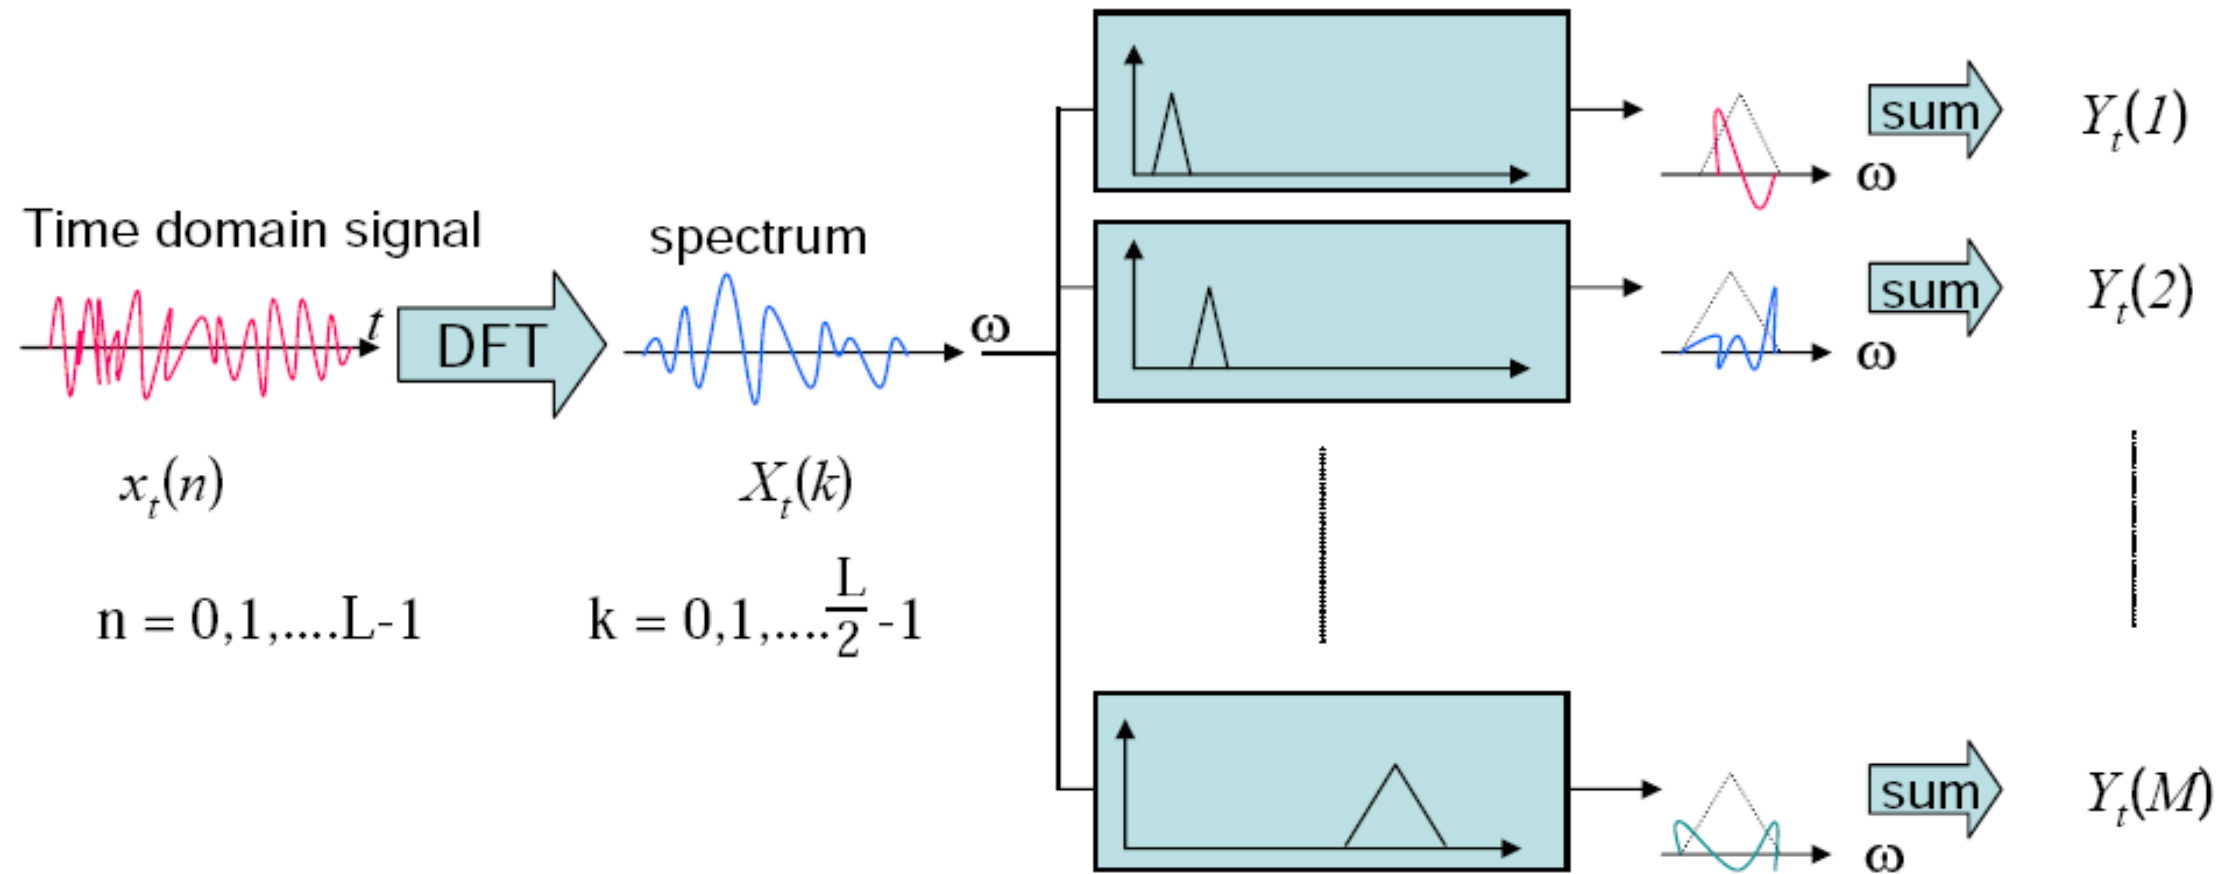 Time domain signal
t
DFT
x_t(n)
n = 0,1,....L-1
spectrum
ω
X_t(k)
k = 0,1,....L/2 -1
ω
sum
Y_t(1)
ω
sum
Y_t(2)
ω
sum
Y_t(M)